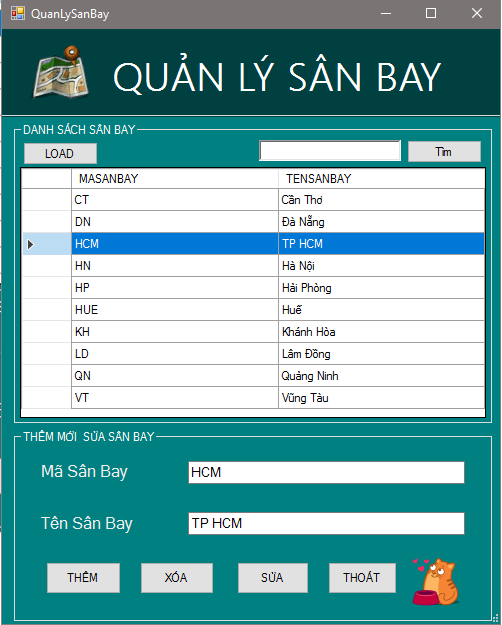 QuanLySanBay
QUẢN LÝ SÂN BAY
DANH SÁCH SÂN BAY
LOAD Tìm
MASANBAY TENSANBAY
CT Cần Thơ
DN Đà Nẵng
HCM TP HCM
HN Hà Nội
HP Hải Phòng
HUE Huế
KH Khánh Hòa
LD Lâm Đồng
QN Quảng Ninh
VT Vũng Tàu
THÊM MỚI SỬA SÂN BAY
Mã Sân Bay HCM
Tên Sân Bay TP HCM
THÊM XÓA SỬA THOÁT